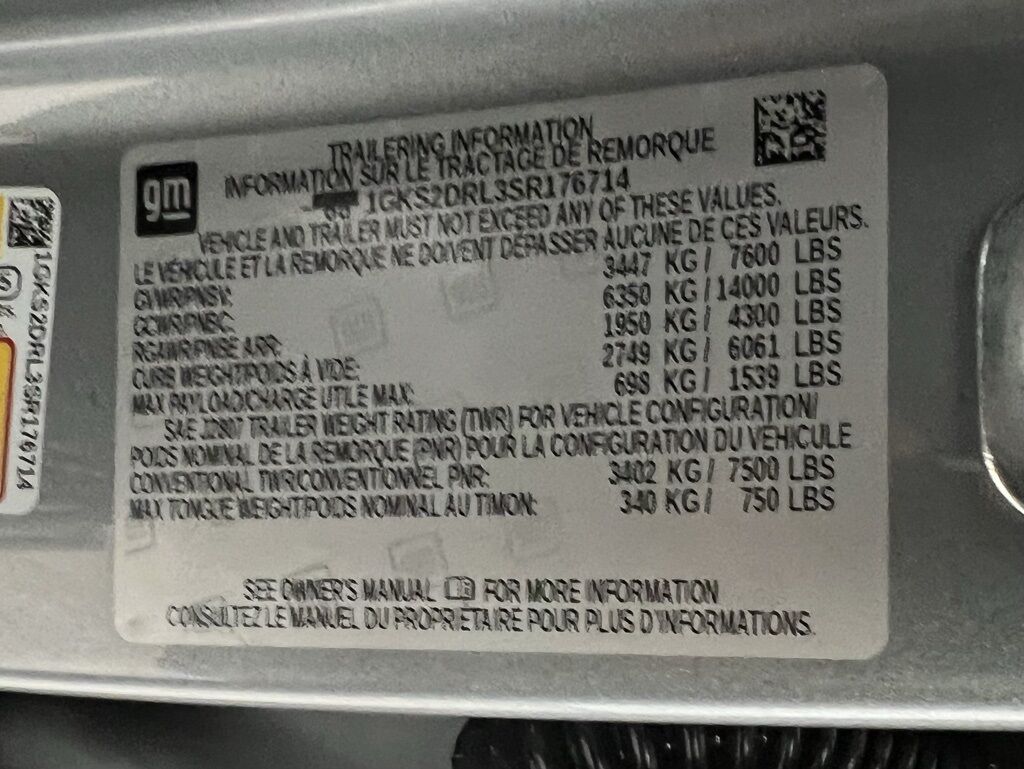 gm
TRAILERING INFORMATION
INFORMATION SUR LE TRACTAGE DE REMORQUE
1GKS2DRL3SR176714
VEHICLE AND TRAILER MUST NOT EXCEED ANY OF THESE VALUES.
LE VÉHICULE ET LA REMORQUE NE DOIVENT DÉPASSER AUCUNE DE CES VALEURS.
GVWR/PNBV: 3447 KG / 7600 LBS
GCWR/PNBC: 6350 KG / 14000 LBS
RGAWR/PNBE ARR: 1950 KG / 4300 LBS
CURB WEIGHT/POIDS À VIDE: 2749 KG / 6061 LBS
MAX PAYLOAD/CHARGE UTILE MAX: 698 KG / 1539 LBS
SAE J2807 TRAILER WEIGHT RATING (TWR) FOR VEHICLE CONFIGURATION/
POIDS NOMINAL DE LA REMORQUE (PNR) POUR LA CONFIGURATION DU VÉHICULE
CONVENTIONAL TWR/CONVENTIONNEL PNR: 3402 KG / 7500 LBS
MAX TONGUE WEIGHT/POIDS NOMINAL AU TIMON: 340 KG / 750 LBS
SEE OWNER'S MANUAL FOR MORE INFORMATION
CONSULTEZ LE MANUEL DU PROPRIÉTAIRE POUR PLUS D'INFORMATIONS.
1GKS2DRL3SR176714